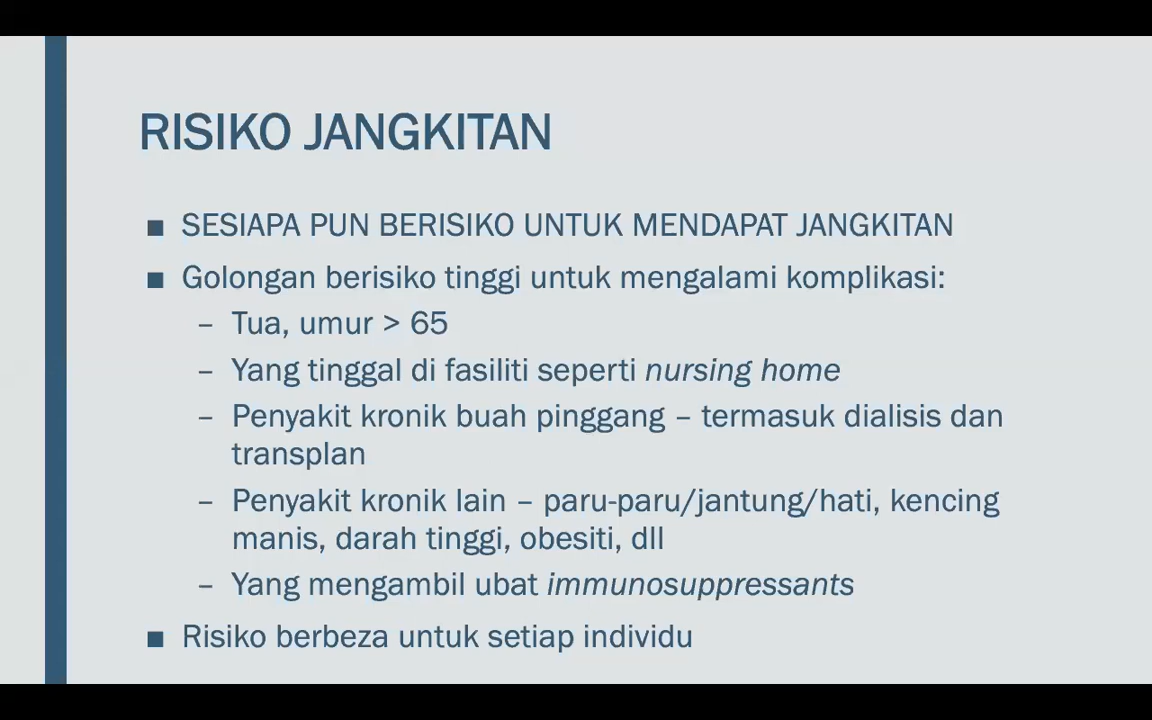 RISIKO JANGKITAN
■ SESIAPA PUN BERISIKO UNTUK MENDAPAT JANGKITAN
■ Golongan berisiko tinggi untuk mengalami komplikasi:
– Tua, umur > 65
– Yang tinggal di fasiliti seperti nursing home
– Penyakit kronik buah pinggang – termasuk dialisis dan
transplan
– Penyakit kronik lain – paru-paru/jantung/hati, kencing
manis, darah tinggi, obesiti, dll
– Yang mengambil ubat immunosuppressants
■ Risiko berbeza untuk setiap individu